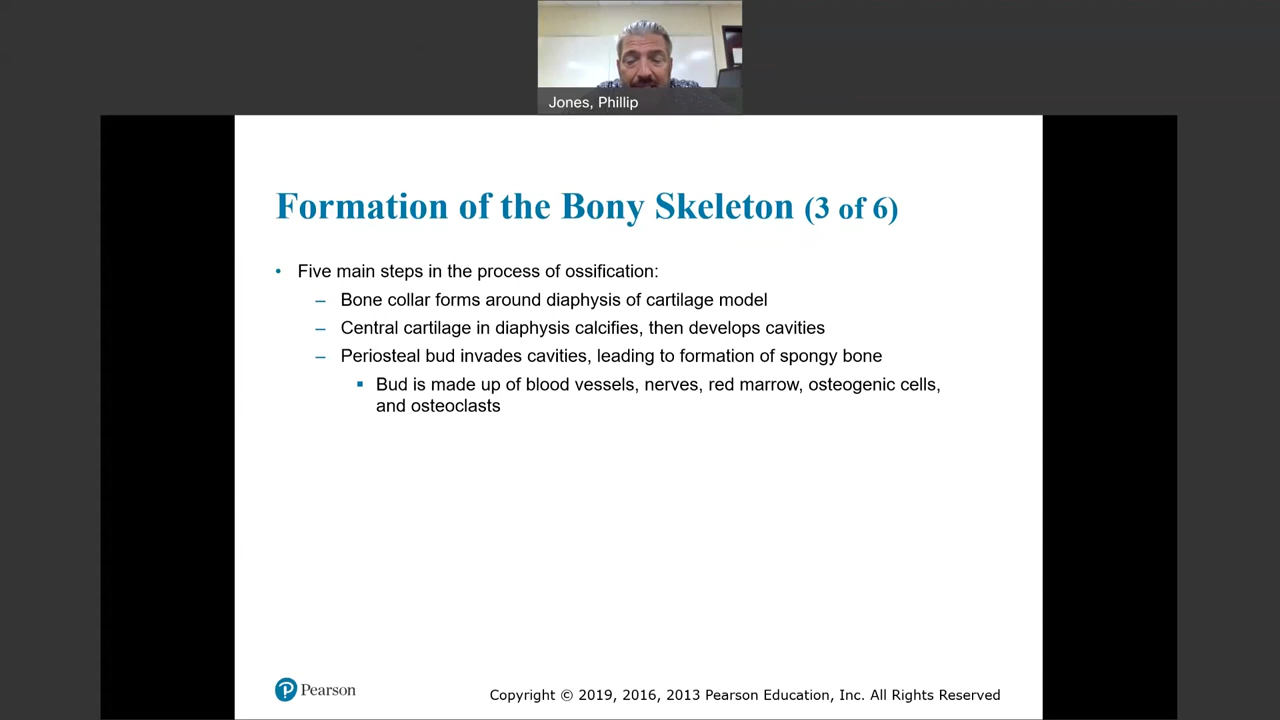 Jones, Phillip
Formation of the Bony Skeleton (3 of 6)
• Five main steps in the process of ossification:
– Bone collar forms around diaphysis of cartilage model
– Central cartilage in diaphysis calcifies, then develops cavities
– Periosteal bud invades cavities, leading to formation of spongy bone
▪ Bud is made up of blood vessels, nerves, red marrow, osteogenic cells,
and osteoclasts
P Pearson
Copyright © 2019, 2016, 2013 Pearson Education, Inc. All Rights Reserved